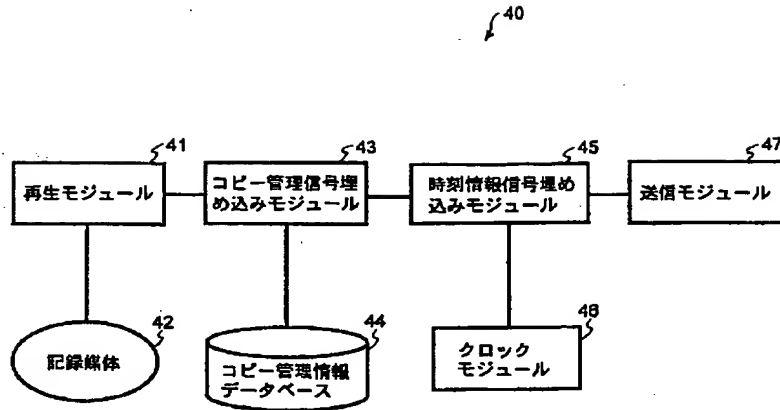 40
41
再生モジュール
43
コピー管理信号埋
め込みモジュール
45
時刻情報信号埋め
込みモジュール
47
送信モジュール
42
記録媒体
44
コピー管理情報
データベース
46
クロック
モジュール